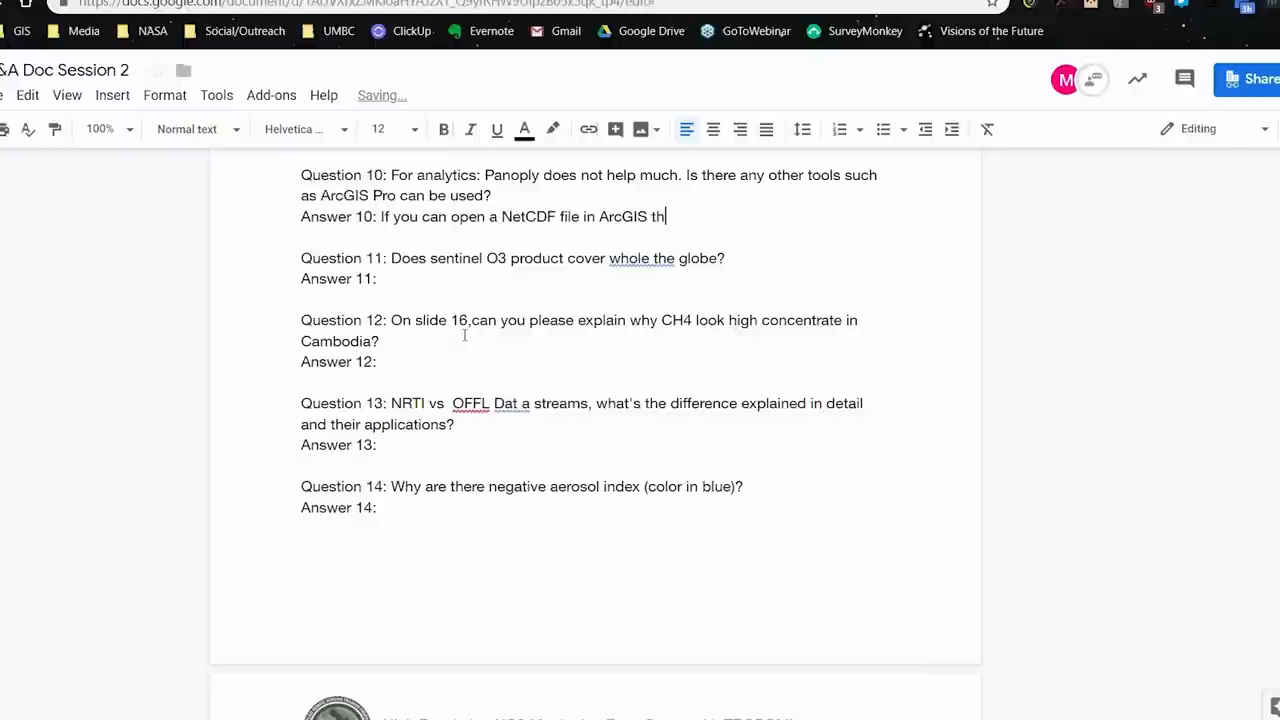 GIS Media NASA Social/Outreach UMBC ClickUp Evernote Gmail Google Drive GoToWebinar SurveyMonkey Visions of the Future
&A Doc Session 2
Edit View Insert Format Tools Add-ons Help Saving...
M
Share
100% Normal text Helvetica ... 12 B I U A Editing
Question 10: For analytics: Panoply does not help much. Is there any other tools such
as ArcGIS Pro can be used?
Answer 10: If you can open a NetCDF file in ArcGIS th
Question 11: Does sentinel O3 product cover whole the globe?
Answer 11:
Question 12: On slide 16,can you please explain why CH4 look high concentrate in
Cambodia?
Answer 12:
Question 13: NRTI vs  OFFL Dat a streams, what's the difference explained in detail
and their applications?
Answer 13:
Question 14: Why are there negative aerosol index (color in blue)?
Answer 14: